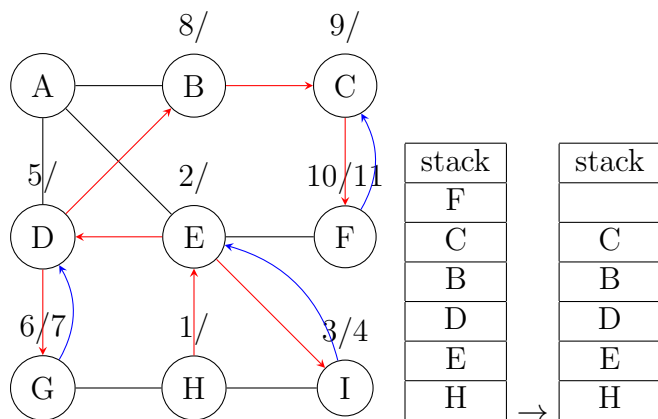 8/ 9/
A B C
5/ 2/ 10/11
D E F
6/7 1/ 3/4
G H I
stack
F
C
B
D
E
H
→
stack
C
B
D
E
H